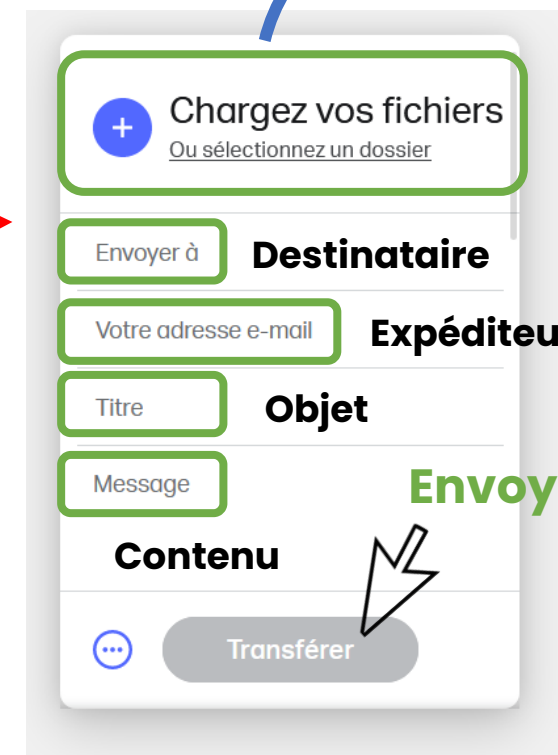 Chargez vos fichiers
Ou sélectionnez un dossier
Envoyer à Destinataire
Votre adresse e-mail Expéditeu
Titre Objet
Message Envoy
Contenu
Transférer